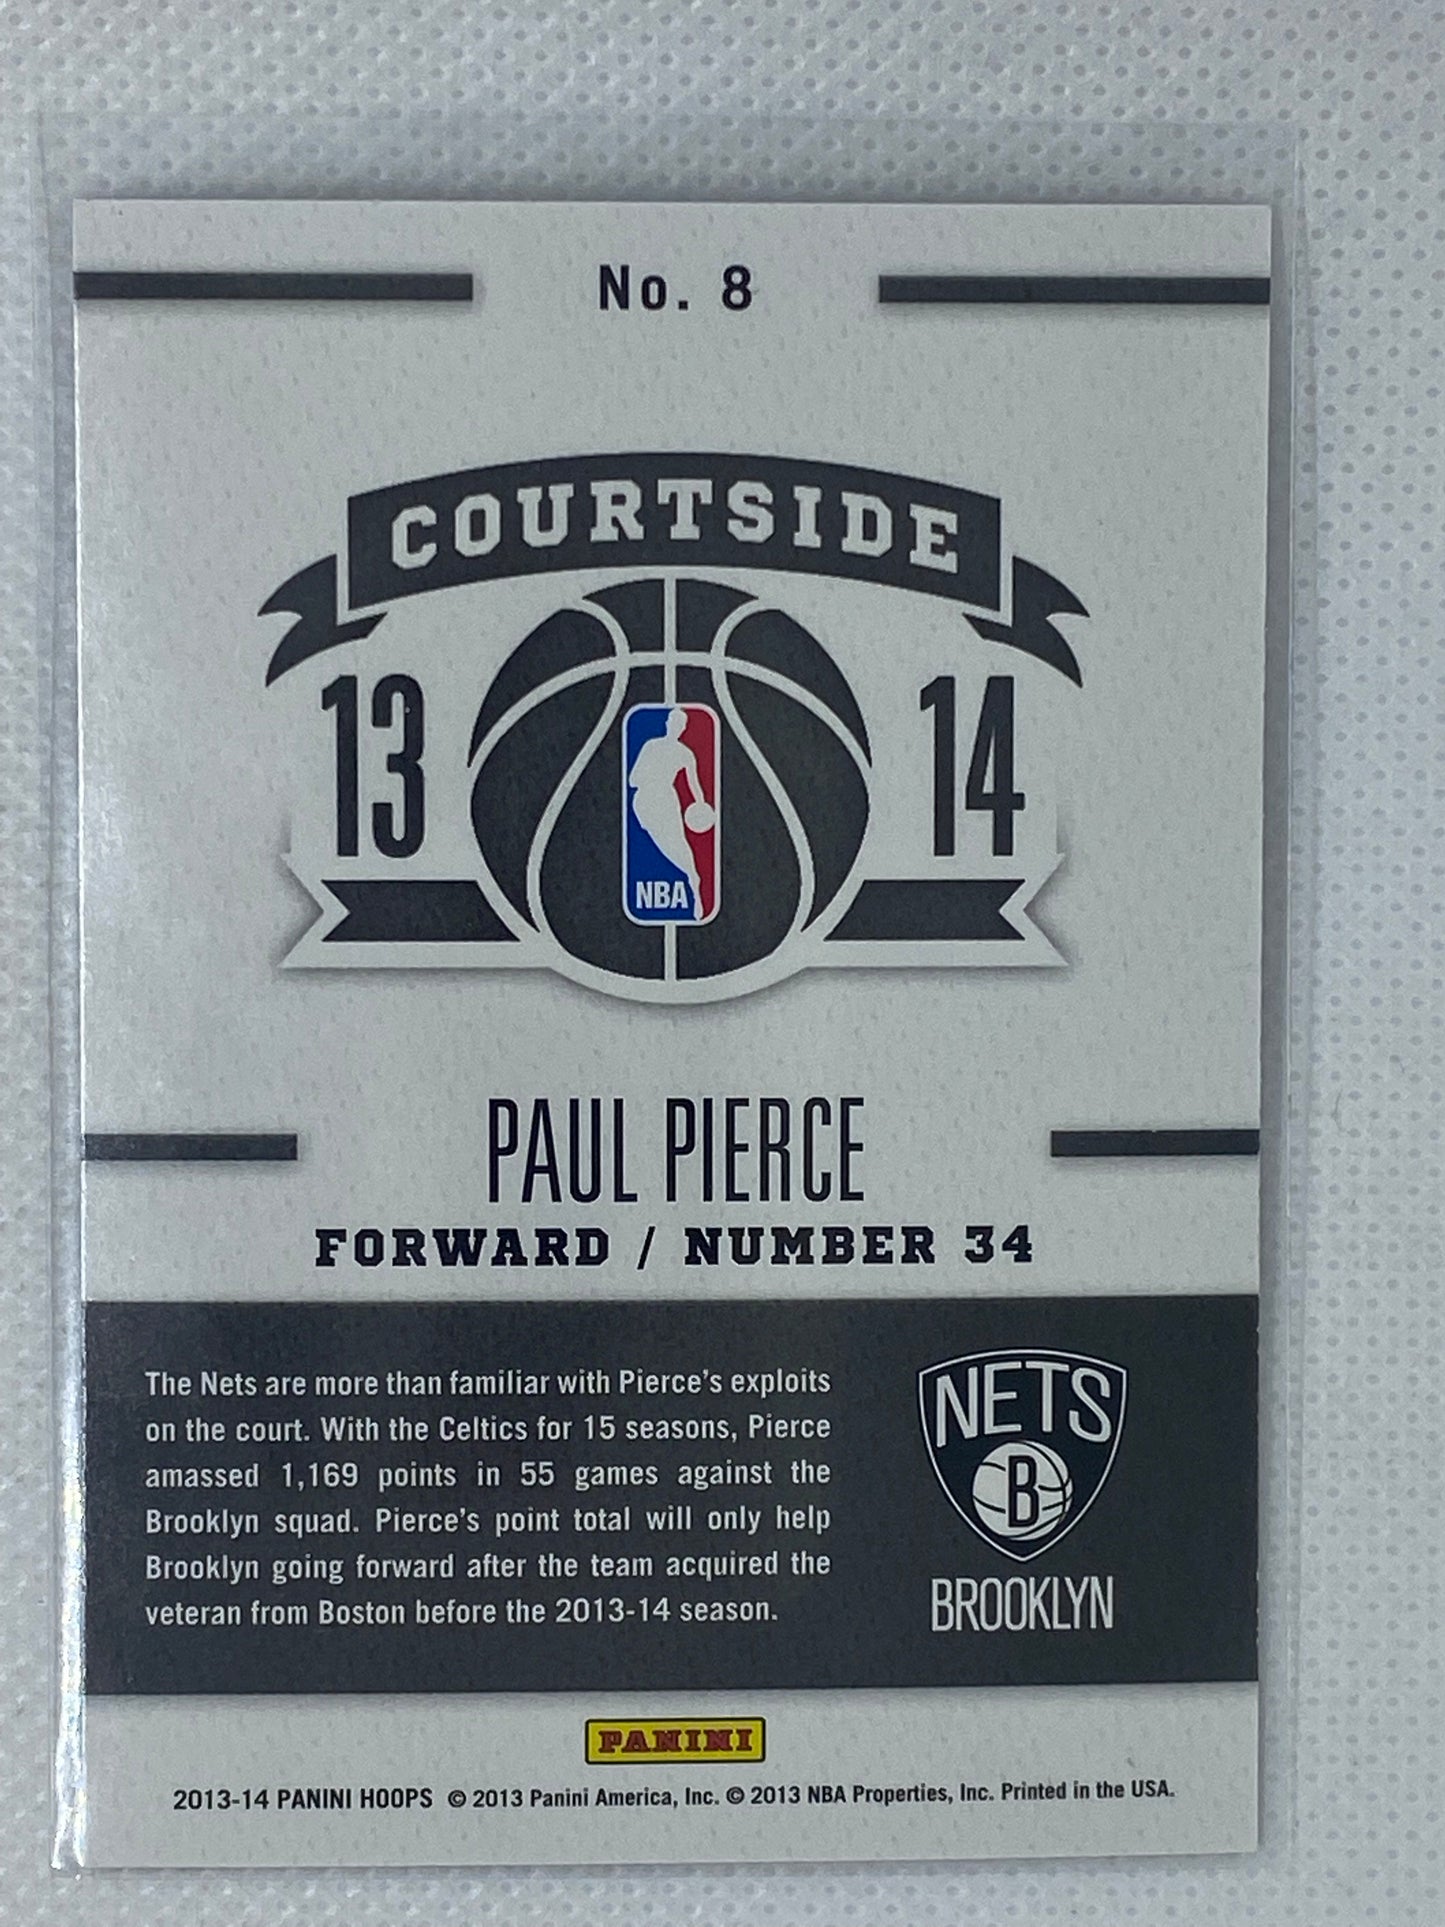 No. 8
COURTSIDE
13 14
NBA
PAUL PIERCE
FORWARD / NUMBER 34
The Nets are more than familiar with Pierce's exploits
on the court. With the Celtics for 15 seasons, Pierce
amassed 1,169 points in 55 games against the
Brooklyn squad. Pierce's point total will only help
Brooklyn going forward after the team acquired the
veteran from Boston before the 2013-14 season.
NETS
B
BROOKLYN
PANINI
2013-14 PANINI HOOPS © 2013 Panini America, Inc. © 2013 NBA Properties, Inc. Printed in the USA.